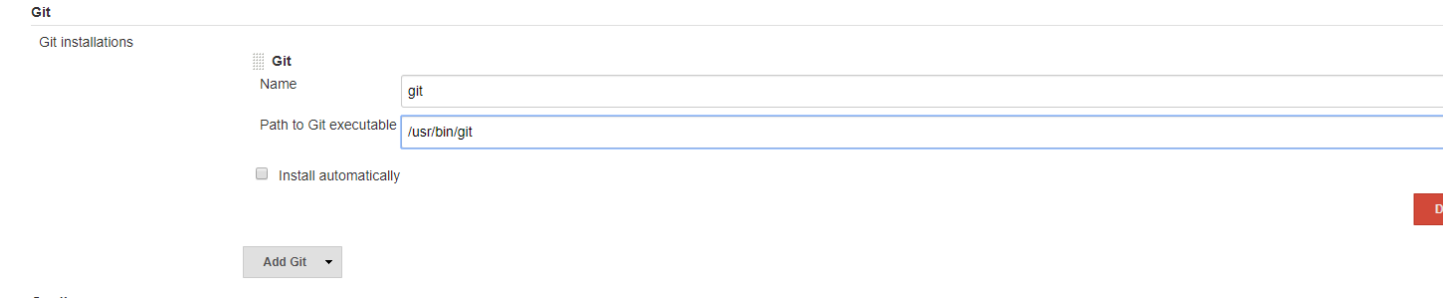 Git
Git installations
Git
Name
git
Path to Git executable
/usr/bin/git
Install automatically
D
Add Git